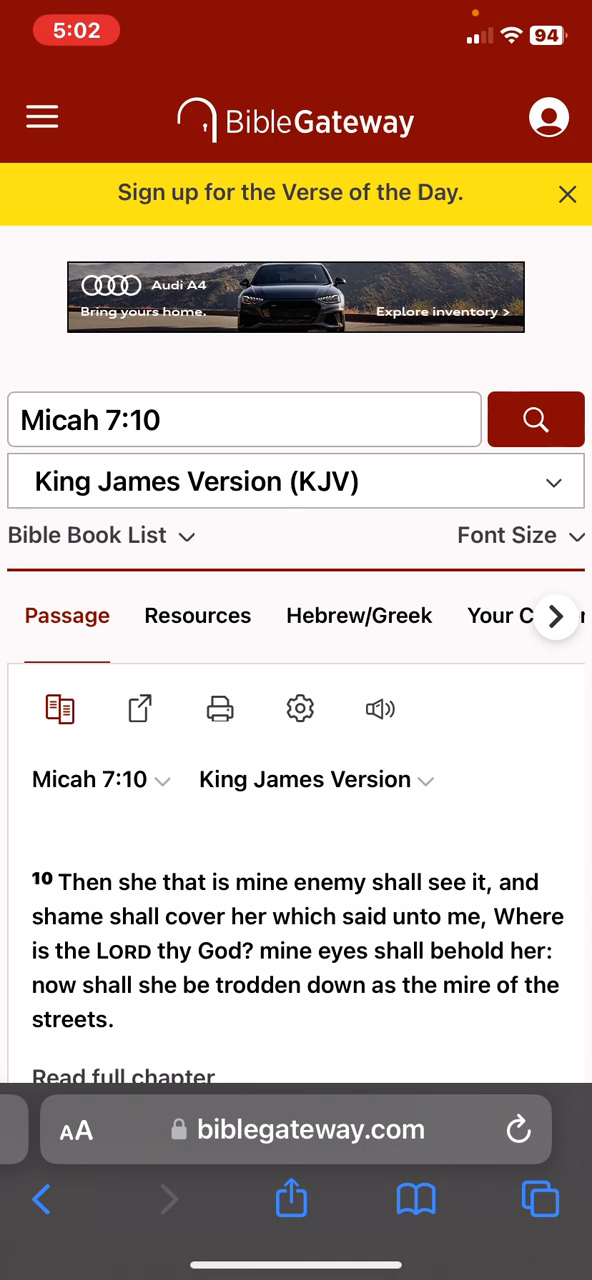 5:02
94
BibleGateway
Sign up for the Verse of the Day.
Audi A4
Bring yours home.
Explore inventory >
Micah 7:10
King James Version (KJV)
Bible Book List
Font Size
Passage Resources Hebrew/Greek Your C
Micah 7:10 King James Version
10 Then she that is mine enemy shall see it, and
shame shall cover her which said unto me, Where
is the LORD thy God? mine eyes shall behold her:
now shall she be trodden down as the mire of the
streets.
Read full chapter
AA biblegateway.com